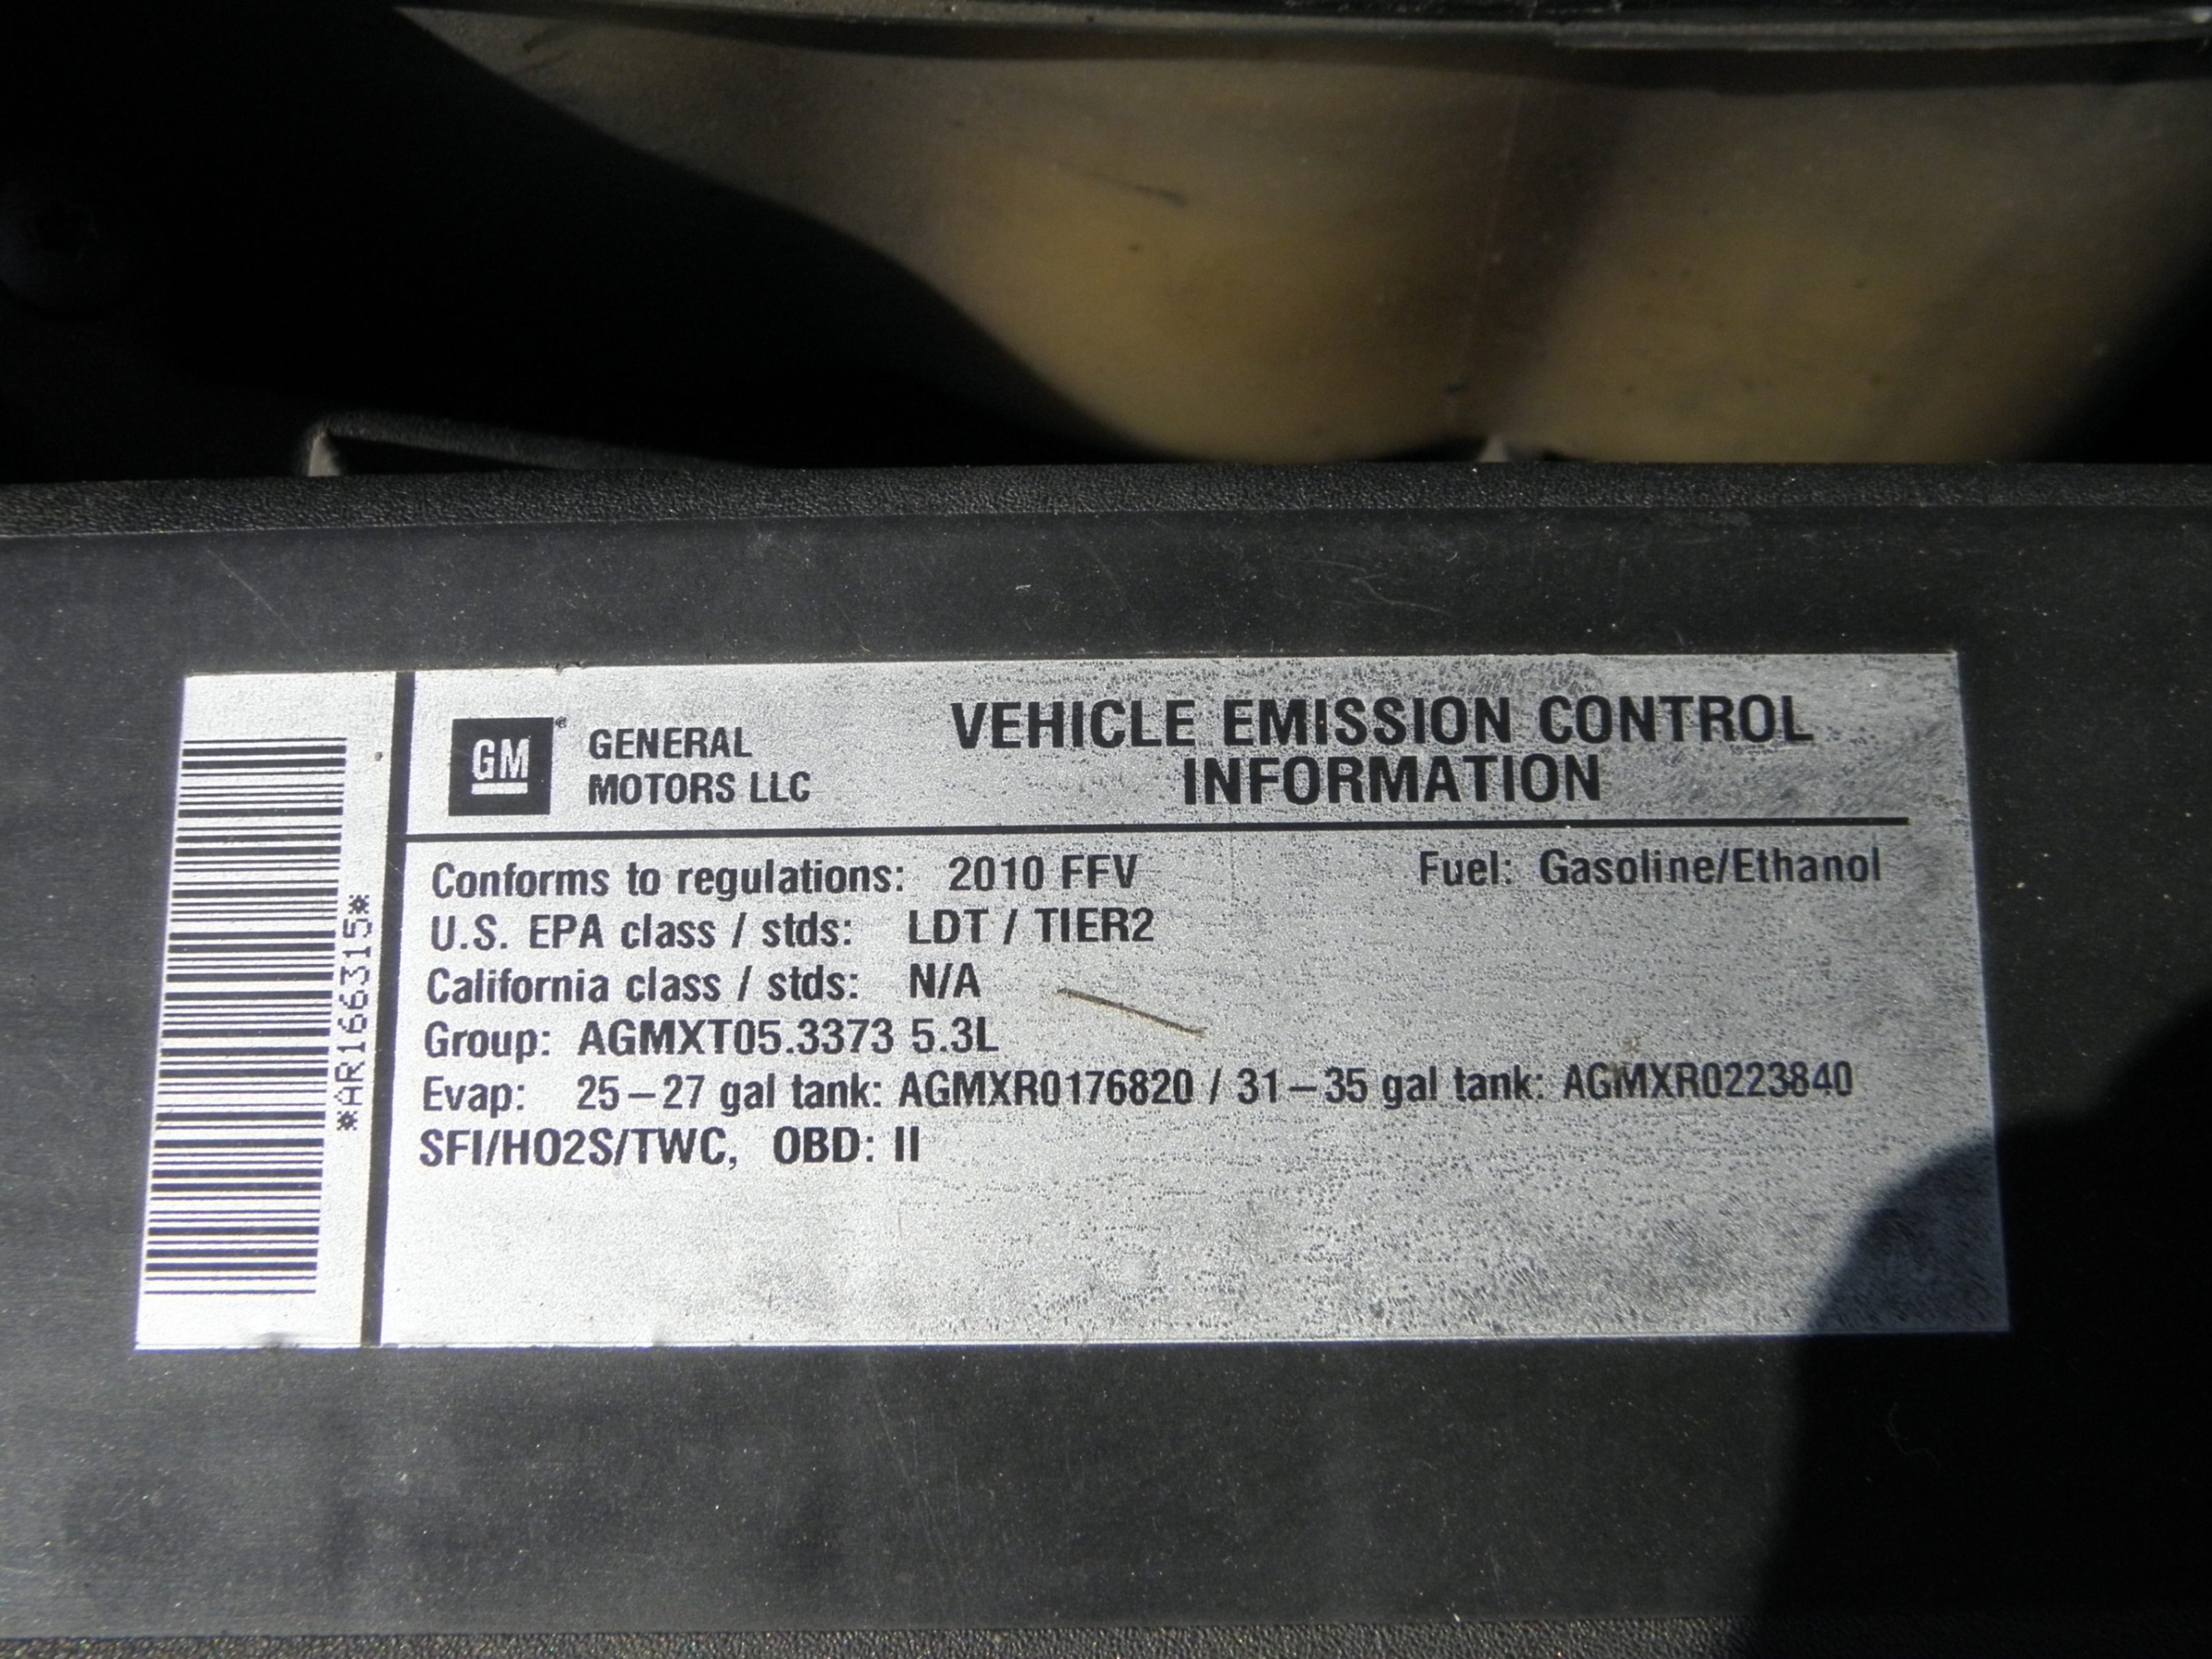 *AR166315*
GM
GENERAL
MOTORS LLC
VEHICLE EMISSION CONTROL
INFORMATION
Conforms to regulations: 2010 FFV
Fuel: Gasoline/Ethanol
U.S. EPA class / stds: LDT / TIER2
California class / stds: N/A
Group: AGMXT05.3373 5.3L
Evap: 25–27 gal tank: AGMXR0176820 / 31–35 gal tank: AGMXR0223840
SFI/HO2S/TWC, OBD: II